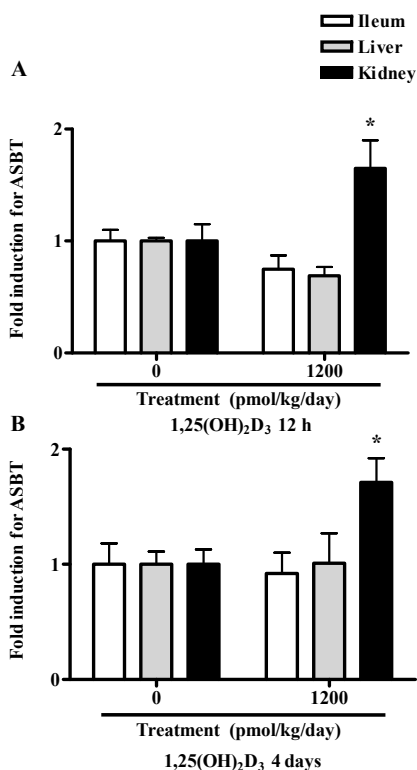 Ileum
Liver
Kidney
A
2
1
0
*
Fold induction for ASBT
0 1200
Treatment (pmol/kg/day)
1,25(OH)₂D₃ 12 h
B
2
1
0
*
Fold induction for ASBT
0 1200
Treatment (pmol/kg/day)
1,25(OH)₂D₃ 4 days